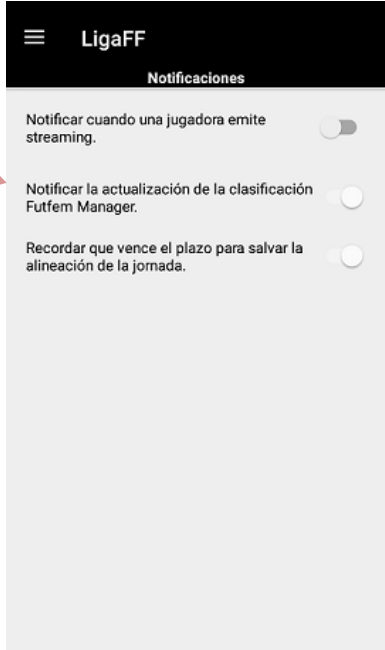 LigaFF
Notificaciones
Notificar cuando una jugadora emite
streaming.
Notificar la actualización de la clasificación
Futfem Manager.
Recordar que vence el plazo para salvar la
alineación de la jornada.